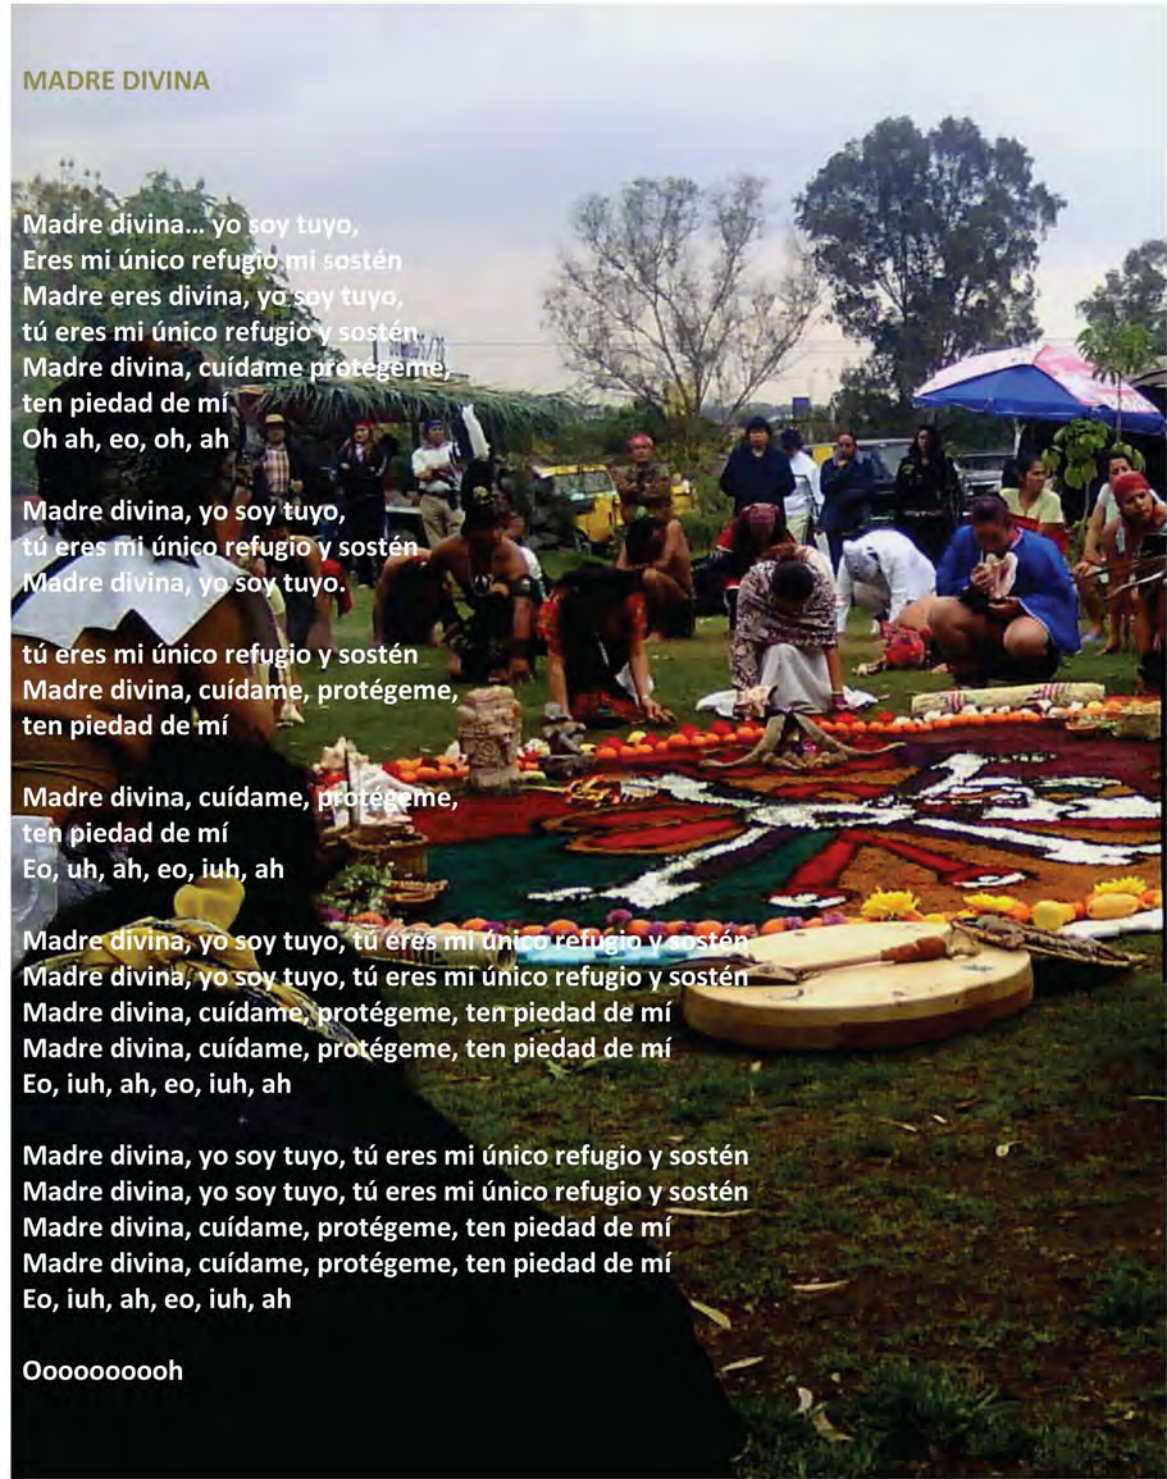 MADRE DIVINA
Madre divina... yo soy tuyo,
Eres mi único refugio mi sostén
Madre eres divina, yo soy tuyo,
tú eres mi único refugio y sostén
Madre divina, cuídame protégeme,
ten piedad de mí
Oh ah, eo, oh, ah
Madre divina, yo soy tuyo,
tú eres mi único refugio y sostén
Madre divina, yo soy tuyo.
tú eres mi único refugio y sostén
Madre divina, cuídame, protégeme,
ten piedad de mí
Madre divina, cuídame, protégeme,
ten piedad de mí
Eo, uh, ah, eo, iuh, ah
Madre divina, yo soy tuyo, tú eres mi único refugio y sostén
Madre divina, yo soy tuyo, tú eres mi único refugio y sostén
Madre divina, cuídame, protégeme, ten piedad de mí
Madre divina, cuídame, protégeme, ten piedad de mí
Eo, iuh, ah, eo, iuh, ah
Madre divina, yo soy tuyo, tú eres mi único refugio y sostén
Madre divina, yo soy tuyo, tú eres mi único refugio y sostén
Madre divina, cuídame, protégeme, ten piedad de mí
Madre divina, cuídame, protégeme, ten piedad de mí
Eo, iuh, ah, eo, iuh, ah
Oooooooooh